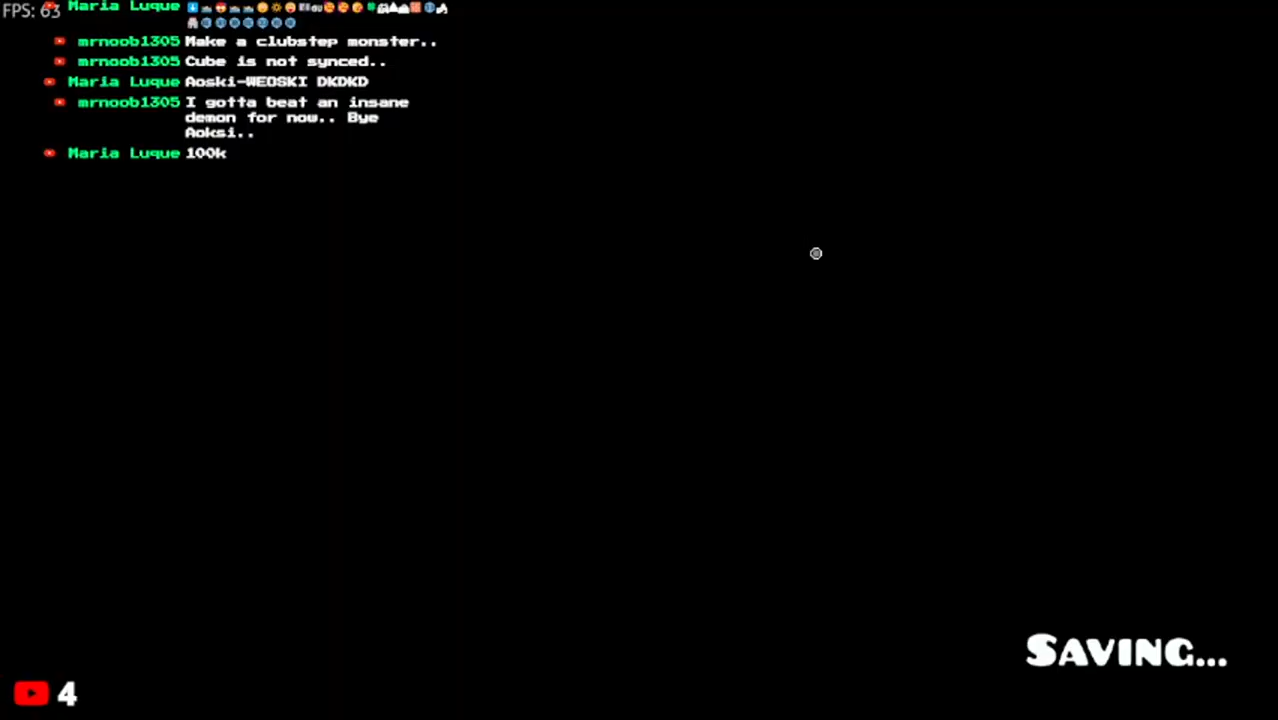 FPS: 63
Maria Luque
mrnoob1305 Make a clubstep monster..
mrnoob1305 Cube is not synced..
Maria Luque Aoski-WEOSKI DKDKD
mrnoob1305 I gotta beat an insane
demon for now.. Bye
Aoksi..
Maria Luque 100k
SAVING...
4